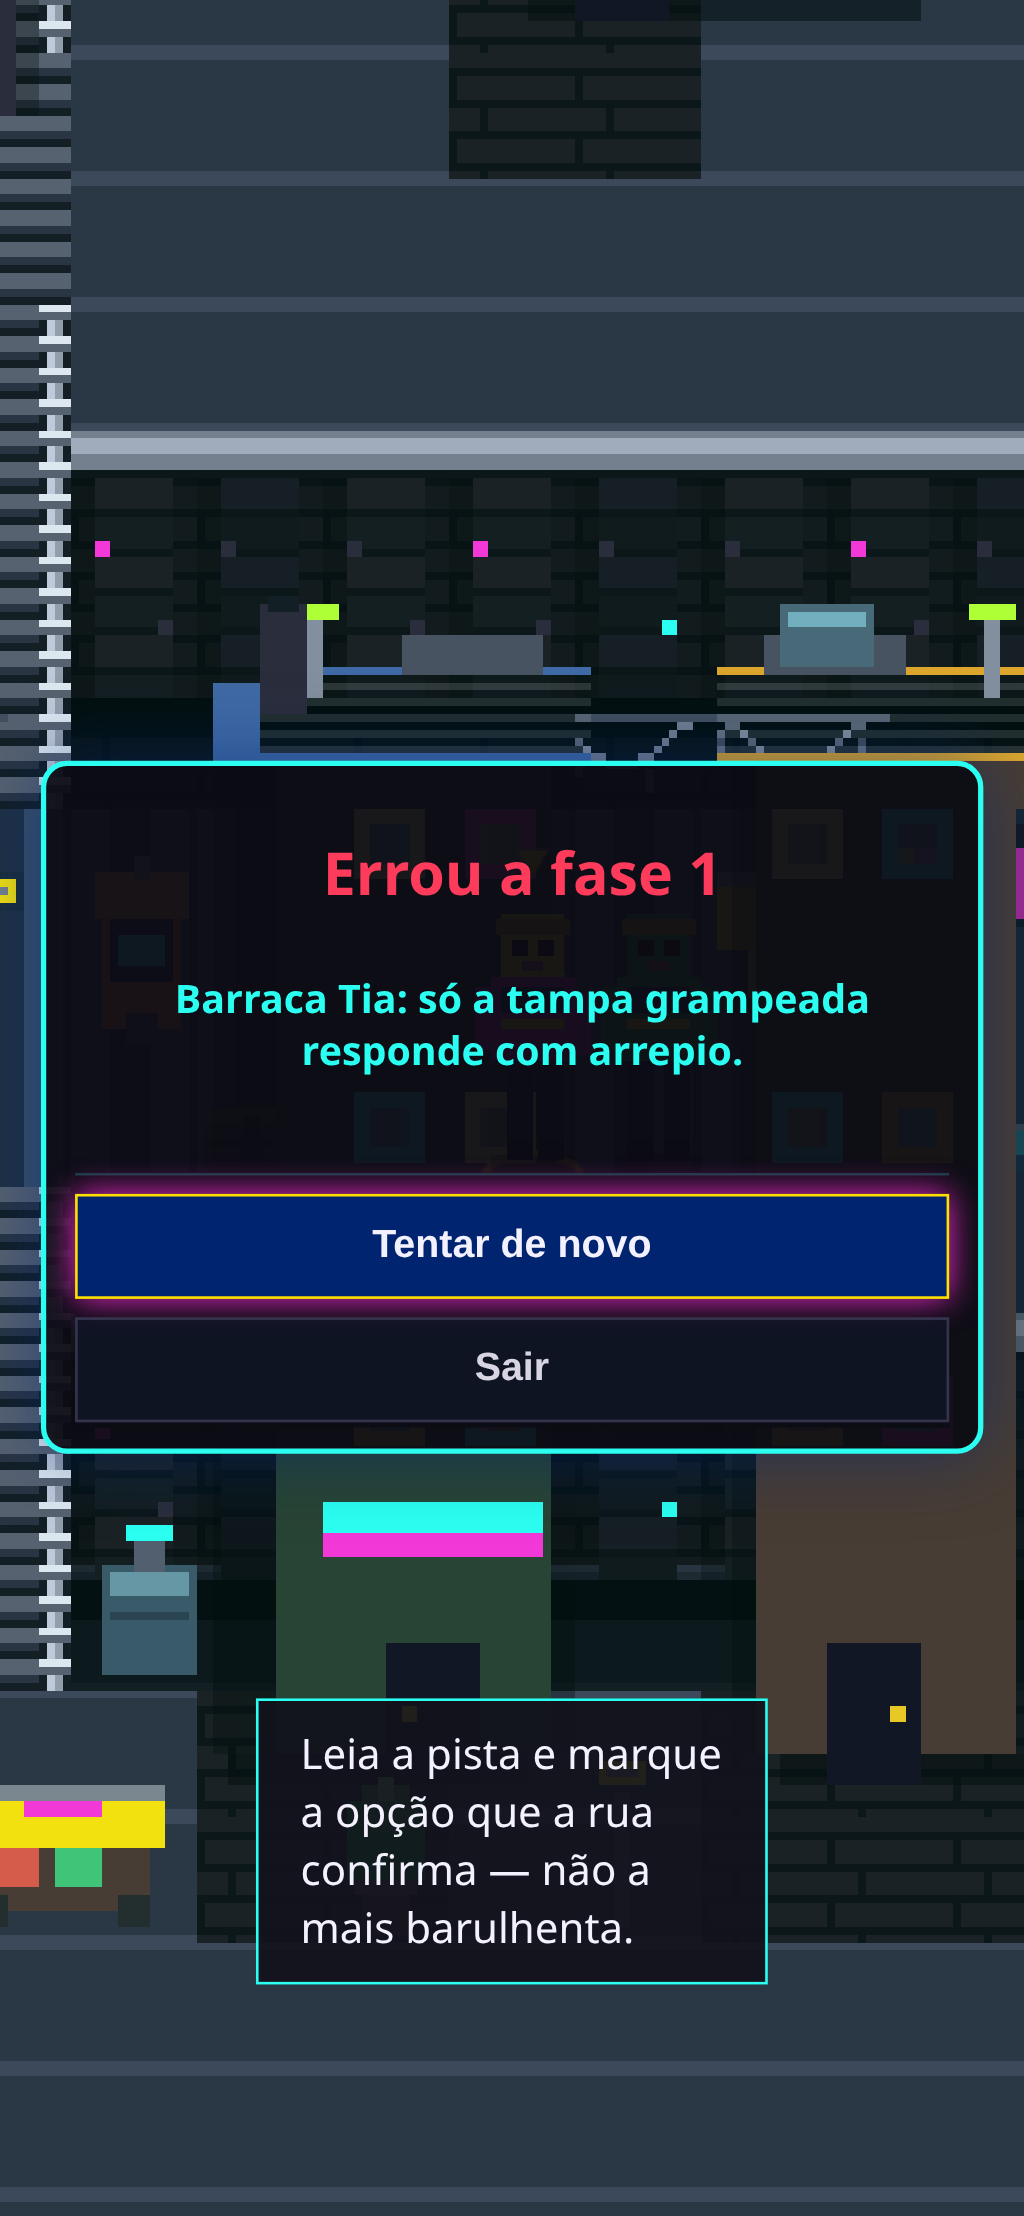 Errou a fase 1
Barraca Tia: só a tampa grampeada
responde com arrepio.
Tentar de novo
Sair
Leia a pista e marque
a opção que a rua
confirma — não a
mais barulhenta.